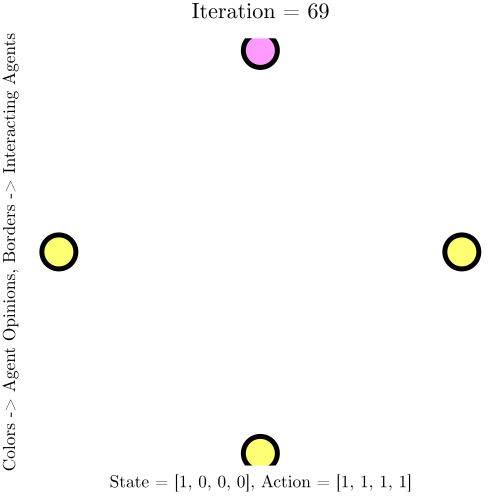 Iteration = 69
Colors -> Agent Opinions, Borders -> Interacting Agents
State = [1, 0, 0, 0], Action = [1, 1, 1, 1]